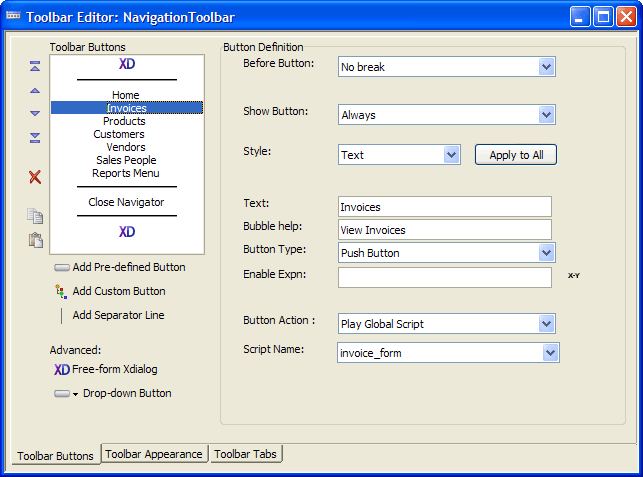 Toolbar Editor: NavigationToolbar
Toolbar Buttons
XD
Home
Invoices
Products
Customers
Vendors
Sales People
Reports Menu
Close Navigator
XD
Add Pre-defined Button
Add Custom Button
Add Separator Line
Advanced:
XD Free-form Xdialog
Drop-down Button
Button Definition
Before Button: No break
Show Button: Always
Style: Text Apply to All
Text: Invoices
Bubble help: View Invoices
Button Type: Push Button
Enable Expn: X-Y
Button Action : Play Global Script
Script Name: invoice_form
Toolbar Buttons Toolbar Appearance Toolbar Tabs